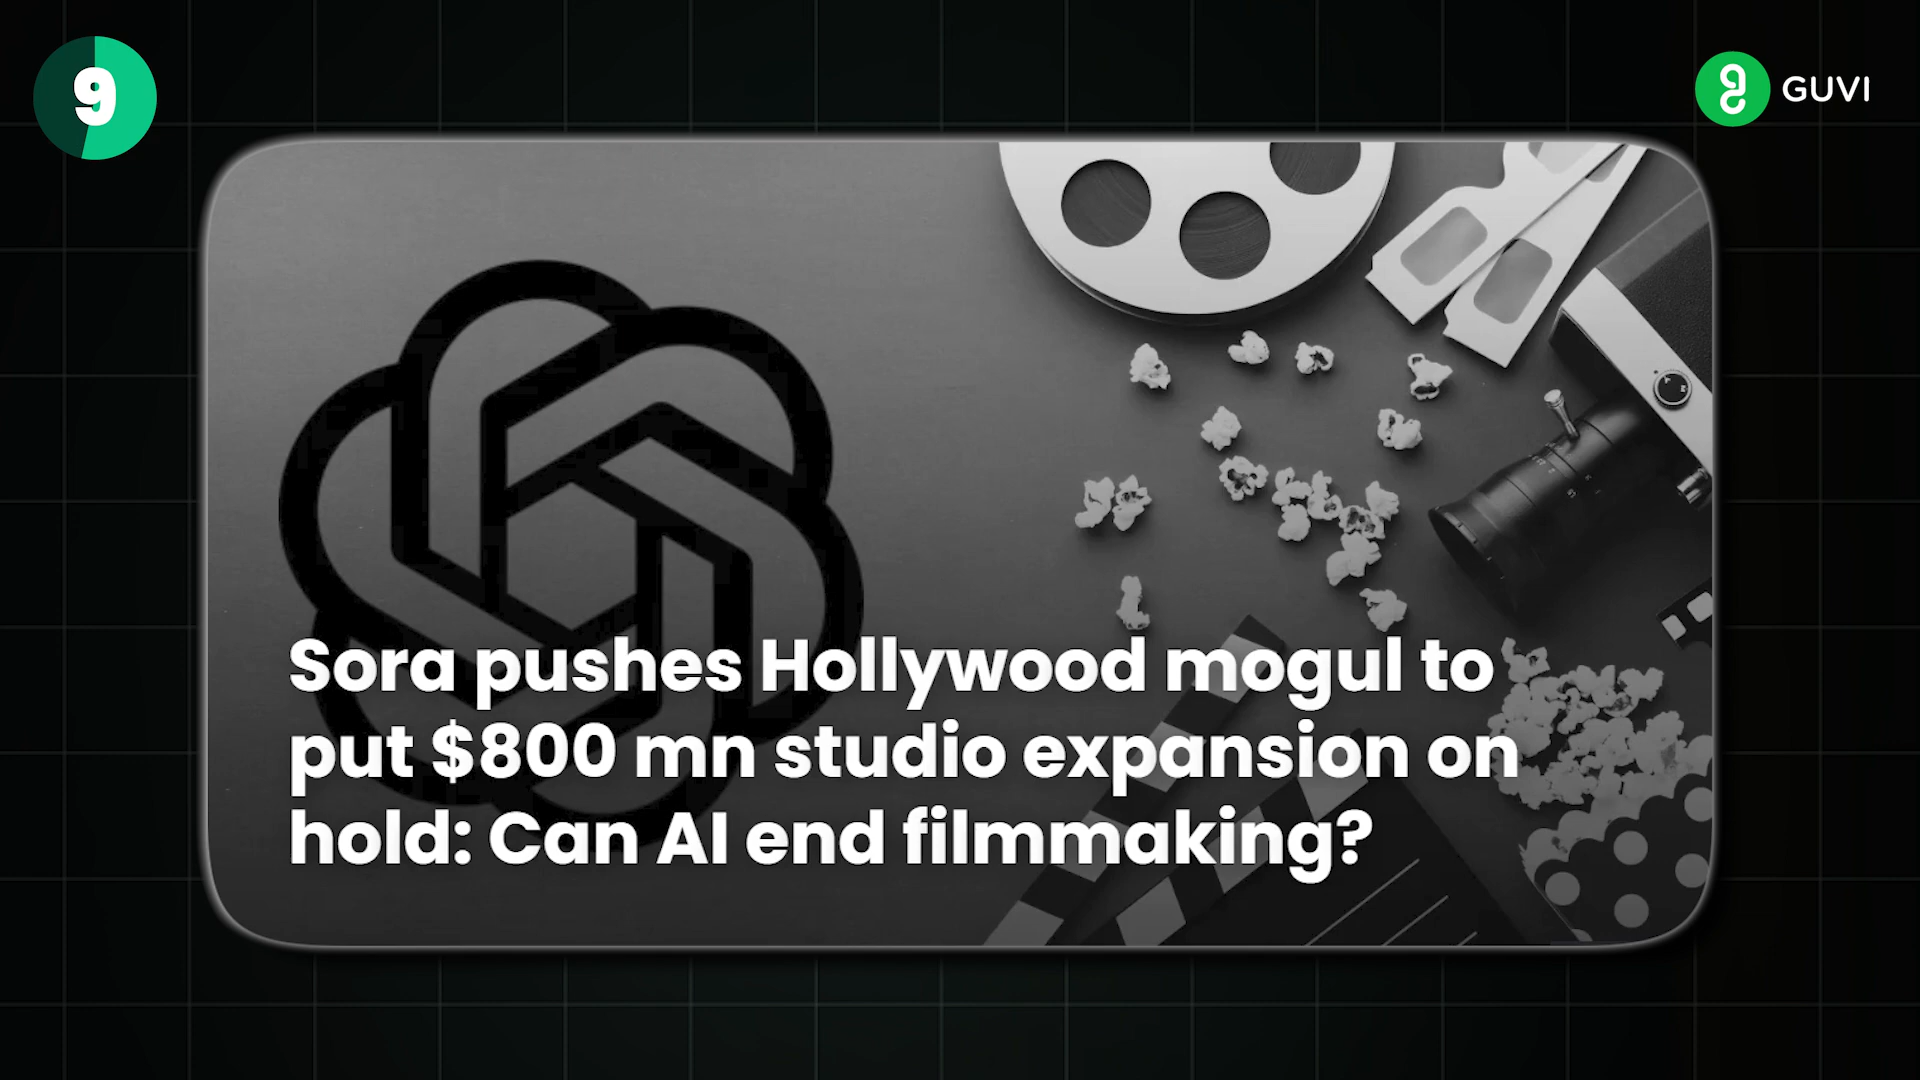 9
GUVI
Sora pushes Hollywood mogul to
put $800 mn studio expansion on
hold: Can AI end filmmaking?